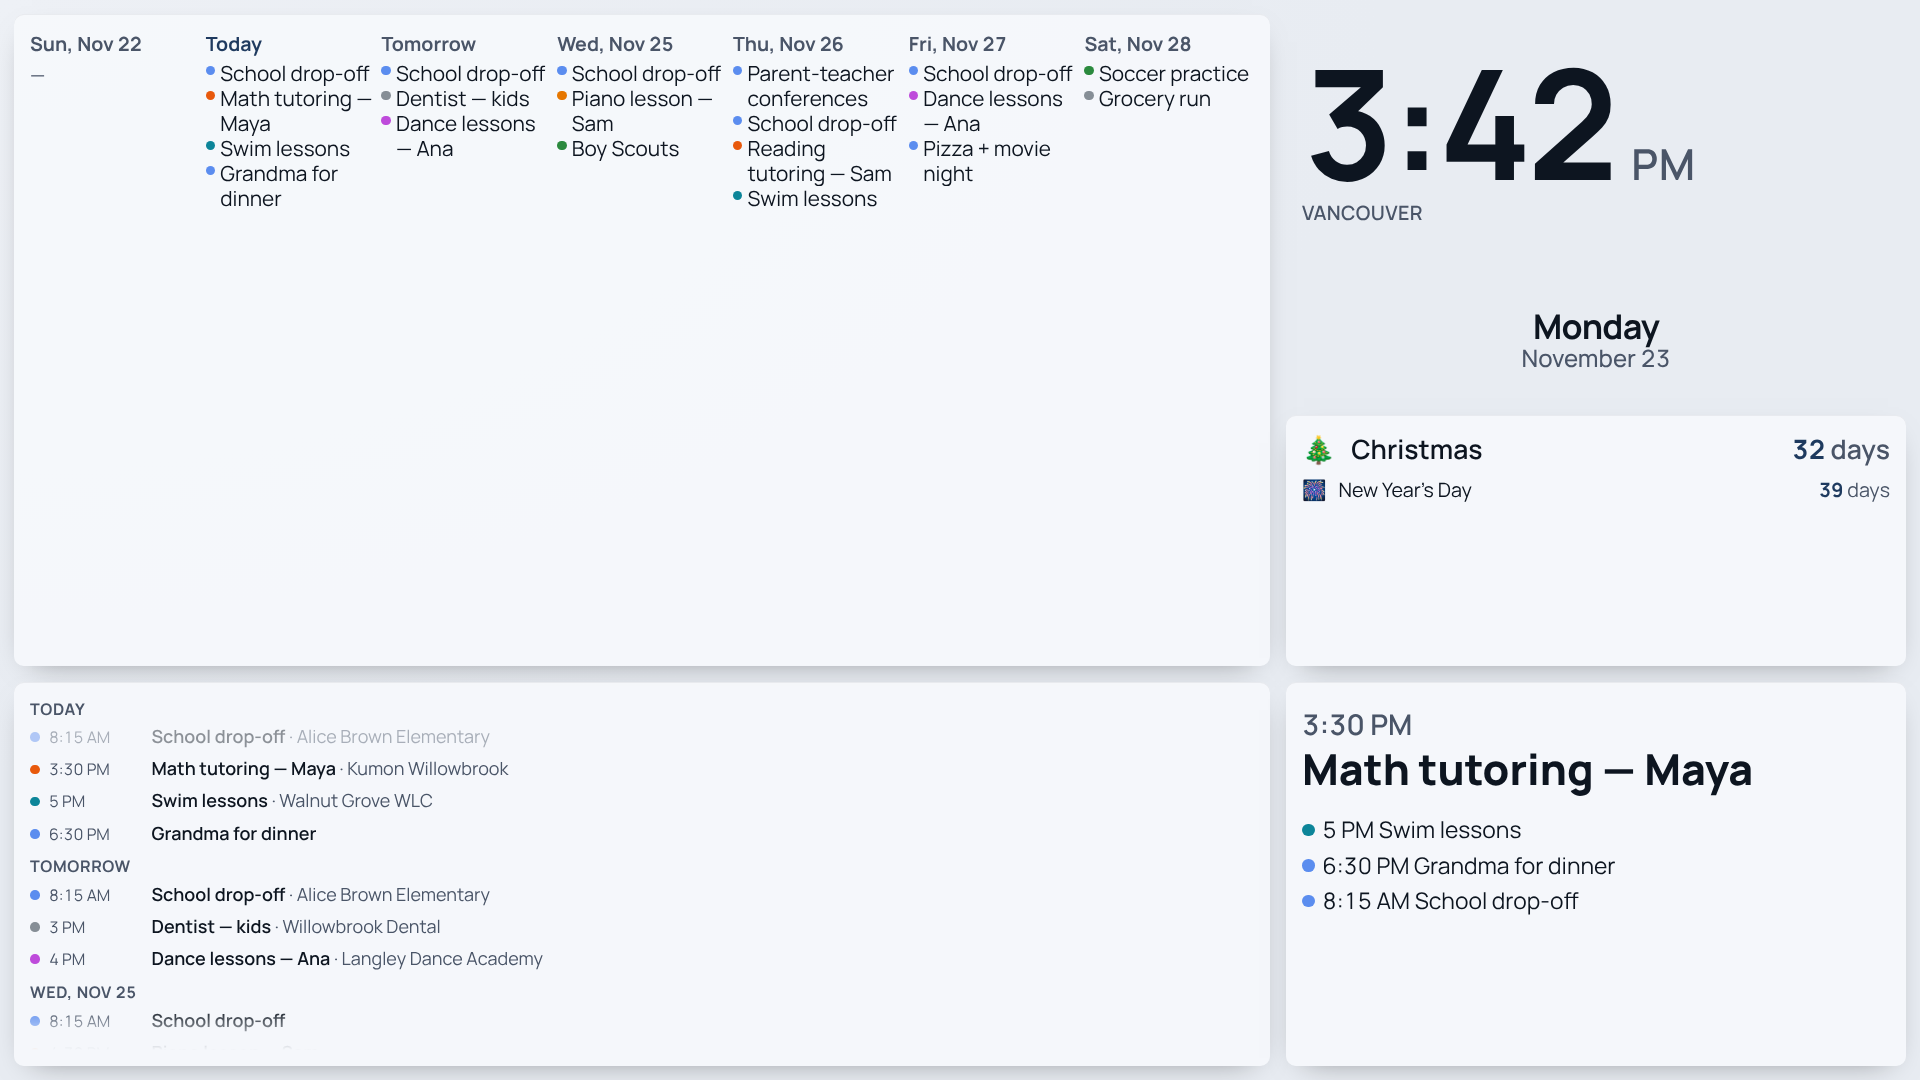 Sun, Nov 22
—
Today
School drop-off
Math tutoring —
Maya
Swim lessons
Grandma for
dinner
Tomorrow
School drop-off
Dentist — kids
Dance lessons
— Ana
Wed, Nov 25
School drop-off
Piano lesson —
Sam
Boy Scouts
Thu, Nov 26
Parent-teacher
conferences
School drop-off
Reading
tutoring — Sam
Swim lessons
Fri, Nov 27
School drop-off
Dance lessons
— Ana
Pizza + movie
night
Sat, Nov 28
Soccer practice
Grocery run
3:42 PM
VANCOUVER
Monday
November 23
Christmas 32 days
New Year's Day 39 days
TODAY
8:15 AM School drop-off · Alice Brown Elementary
3:30 PM Math tutoring — Maya · Kumon Willowbrook
5 PM Swim lessons · Walnut Grove WLC
6:30 PM Grandma for dinner
TOMORROW
8:15 AM School drop-off · Alice Brown Elementary
3 PM Dentist — kids · Willowbrook Dental
4 PM Dance lessons — Ana · Langley Dance Academy
WED, NOV 25
8:15 AM School drop-off
3:30 PM
Math tutoring — Maya
5 PM Swim lessons
6:30 PM Grandma for dinner
8:15 AM School drop-off